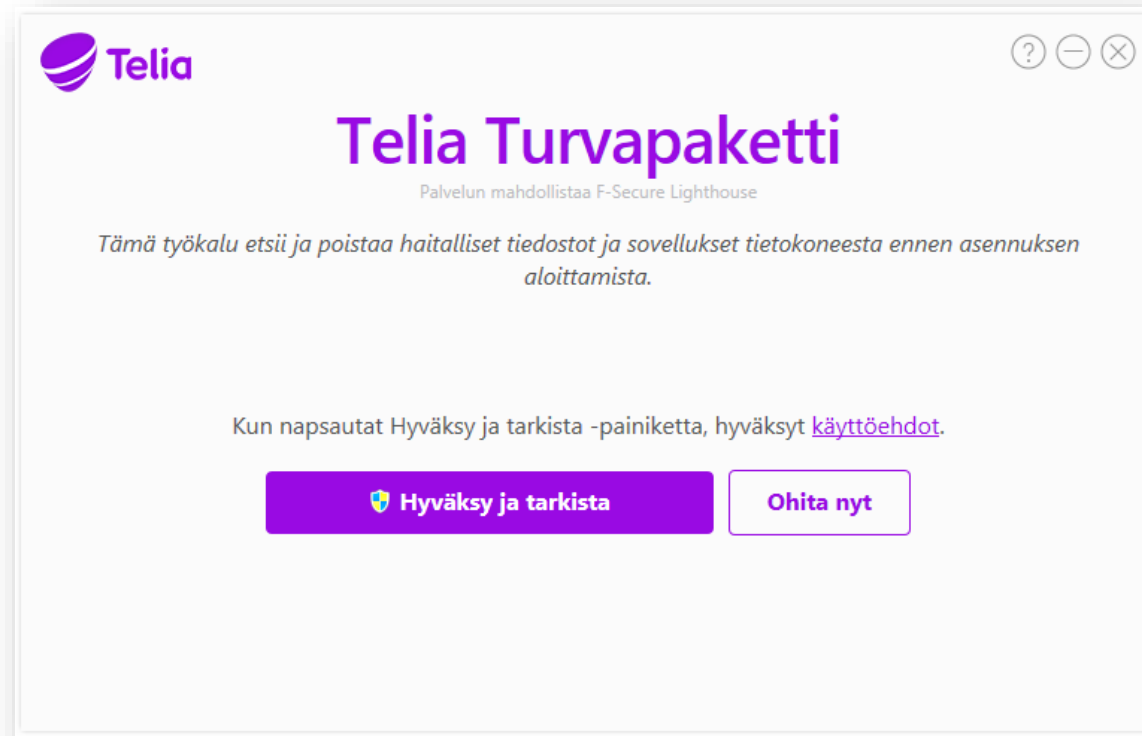 Telia
Telia Turvapaketti
Palvelun mahdollistaa F-Secure Lighthouse
Tämä työkalu etsii ja poistaa haitalliset tiedostot ja sovellukset tietokoneesta ennen asennuksen
aloittamista.
Kun napsautat Hyväksy ja tarkista -painiketta, hyväksyt käyttöehdot.
Hyväksy ja tarkista
Ohita nyt